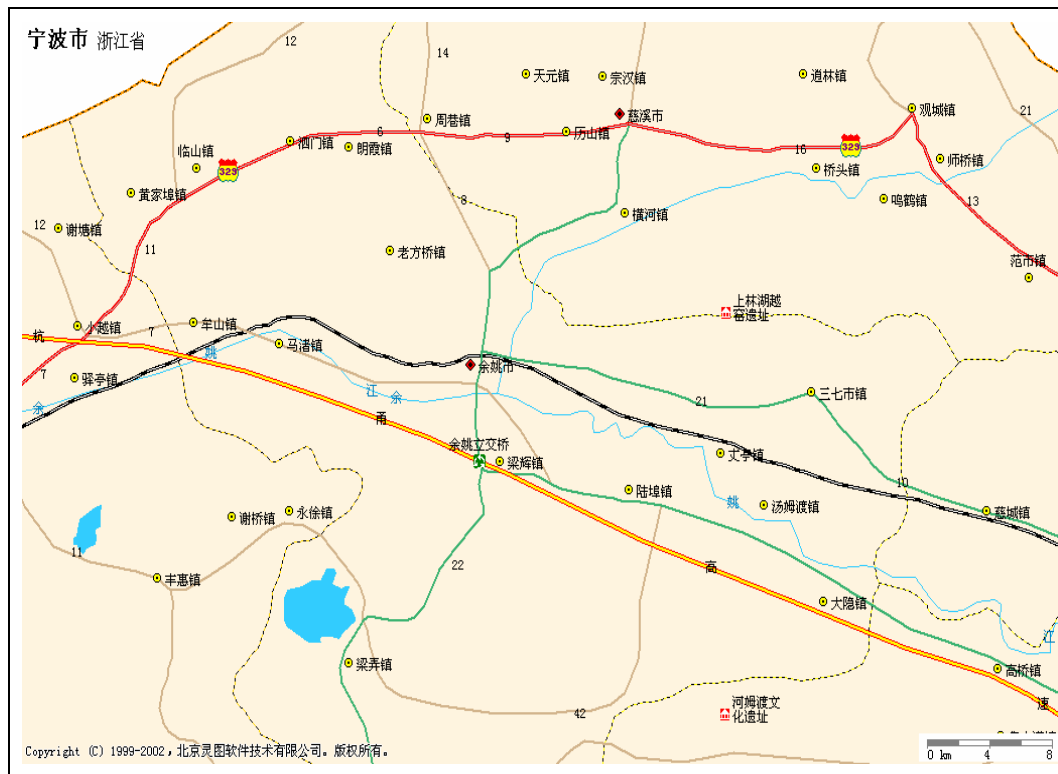 宁波市 浙江省
12
14
天元镇
宗汉镇
道林镇
慈溪市
观城镇
21
周巷镇
历山镇
泗门镇
6
9
朗霞镇
16
323
师桥镇
临山镇
323
桥头镇
黄家埠镇
8
鸣鹤镇
13
横河镇
12
谢塘镇
11
老方桥镇
范市镇
上林湖越
窑遗址
小越镇
7
牟山镇
杭
马渚镇
姚
余姚市
7
驿亭镇
江
余
三七市镇
21
余
甬
余姚立交桥
梁辉镇
丈亭镇
10
陆埠镇
姚
汤姆渡镇
慈城镇
谢桥镇
永徐镇
11
22
高
丰惠镇
大隐镇
江
梁弄镇
高桥镇
42
河姆渡文
化遗址
速
Copyright (C) 1999-2002，北京灵图软件技术有限公司。版权所有。
0 km 4 8